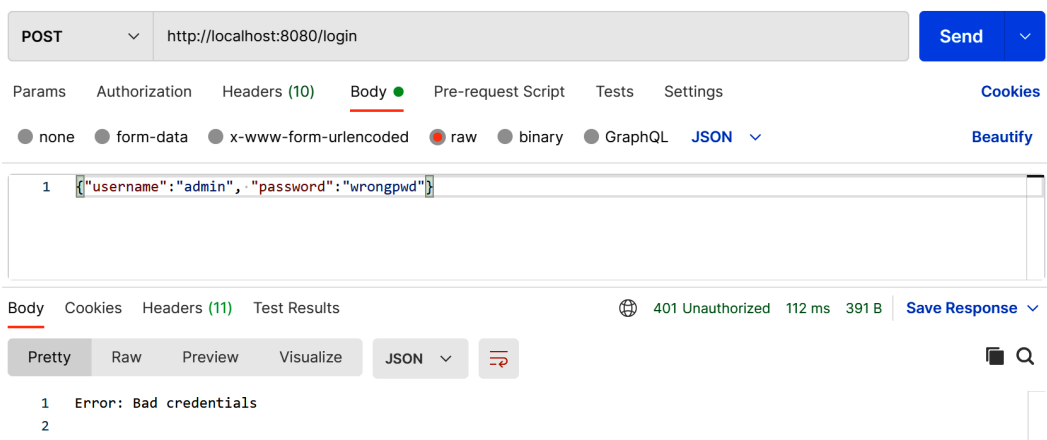 POST http://localhost:8080/login Send
Params Authorization Headers (10) Body Pre-request Script Tests Settings Cookies
none form-data x-www-form-urlencoded raw binary GraphQL JSON Beautify
1 {"username":"admin", "password":"wrongpwd"}
Body Cookies Headers (11) Test Results 401 Unauthorized 112 ms 391 B Save Response
Pretty Raw Preview Visualize JSON
1 Error: Bad credentials
2